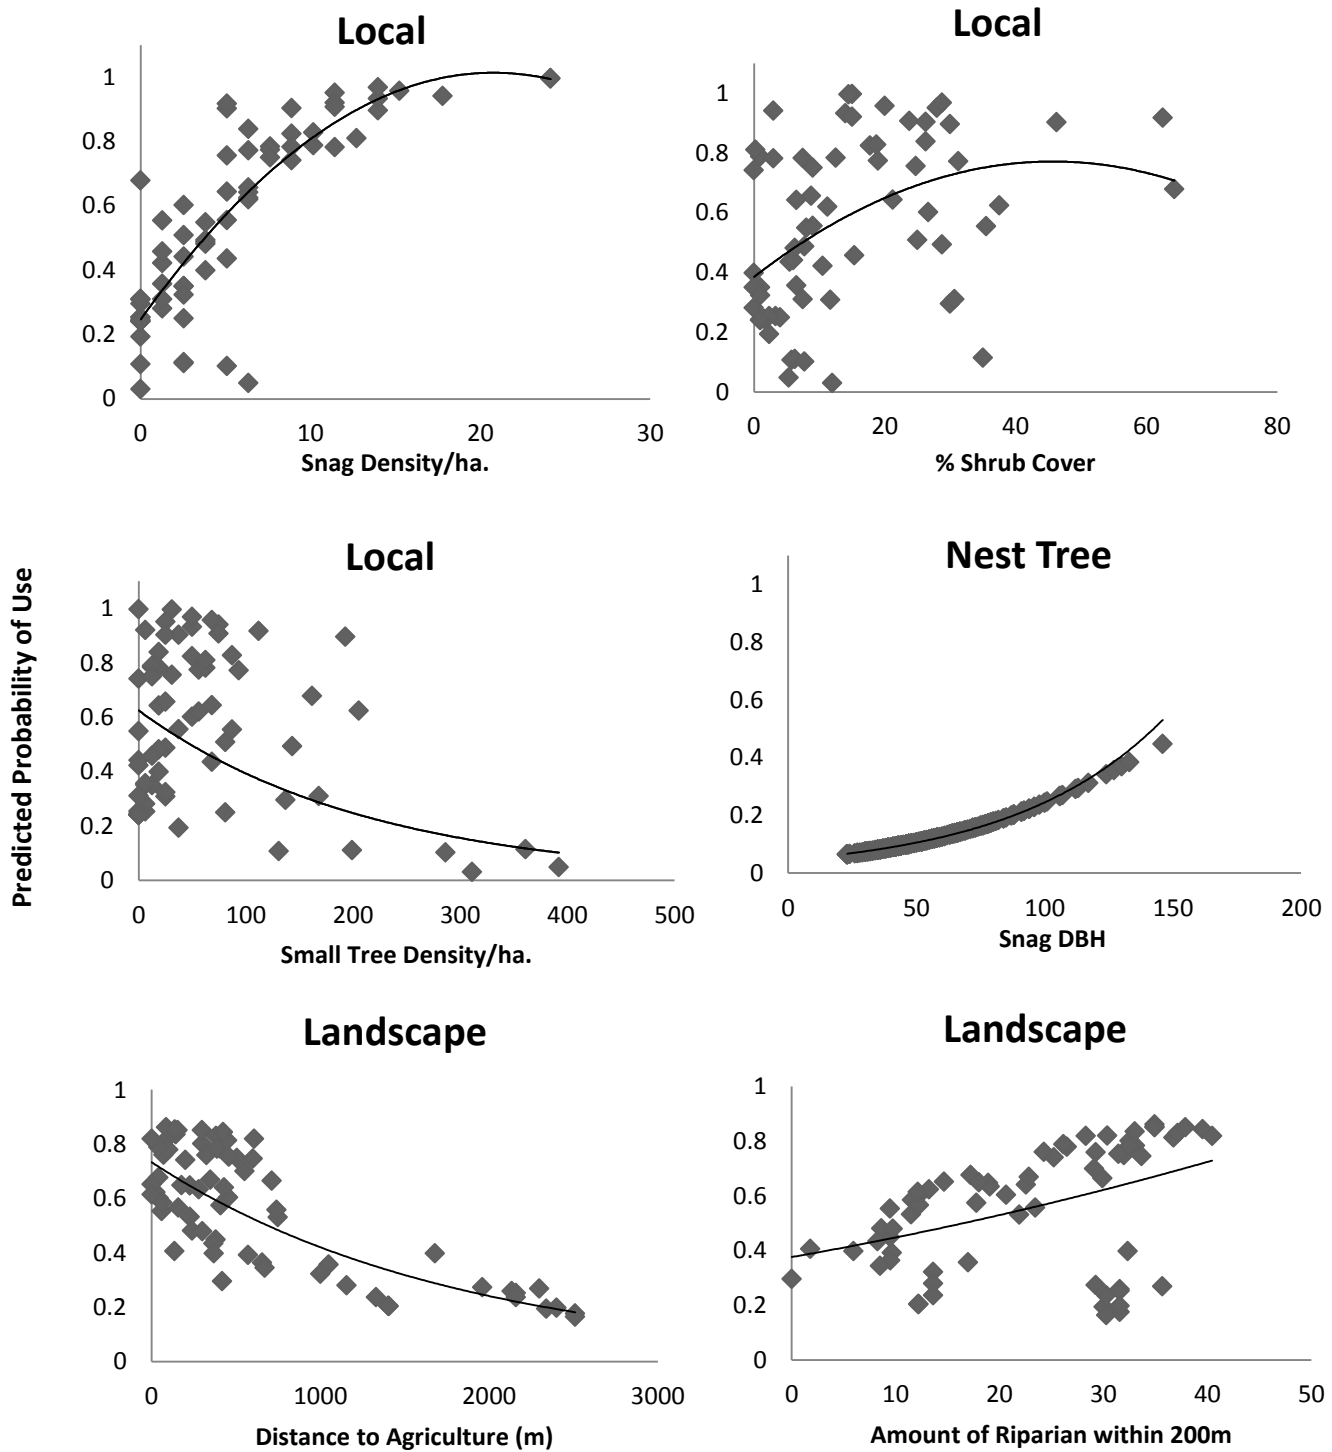 Local
1
0.8
0.6
0.4
0.2
0
0 10 20 30
Snag Density/ha.
Local
1
0.8
0.6
0.4
0.2
0
0 20 40 60 80
% Shrub Cover
Predicted Probability of Use
Local
1
0.8
0.6
0.4
0.2
0
0 100 200 300 400 500
Small Tree Density/ha.
Nest Tree
1
0.8
0.6
0.4
0.2
0
0 50 100 150 200
Snag DBH
Landscape
1
0.8
0.6
0.4
0.2
0
0 1000 2000 3000
Distance to Agriculture (m)
Landscape
1
0.8
0.6
0.4
0.2
0
0 10 20 30 40 50
Amount of Riparian within 200m